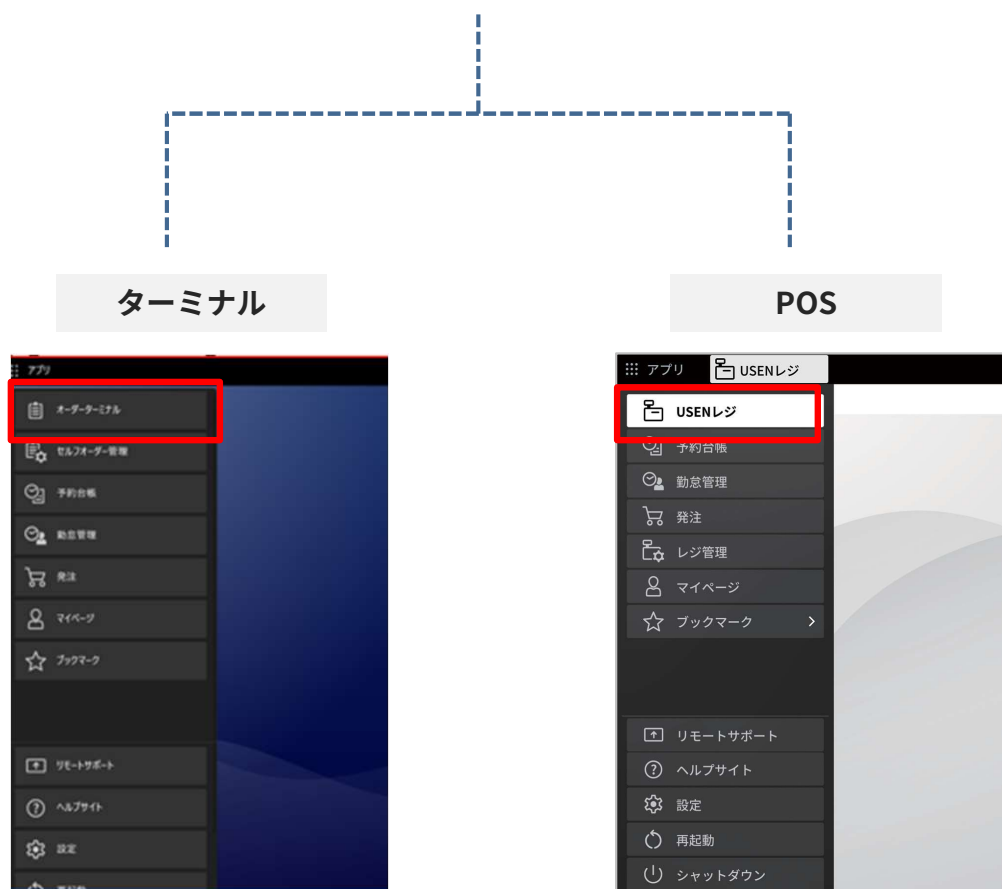 ターミナル
アプリ
オーダーターミナル
セルフオーダー管理
予約台帳
勤怠管理
発注
マイページ
ブックマーク
リモートサポート
ヘルプサイト
設定
POS
アプリ
USENレジ
USENレジ
予約台帳
勤怠管理
発注
レジ管理
マイページ
ブックマーク
リモートサポート
ヘルプサイト
設定
再起動
シャットダウン